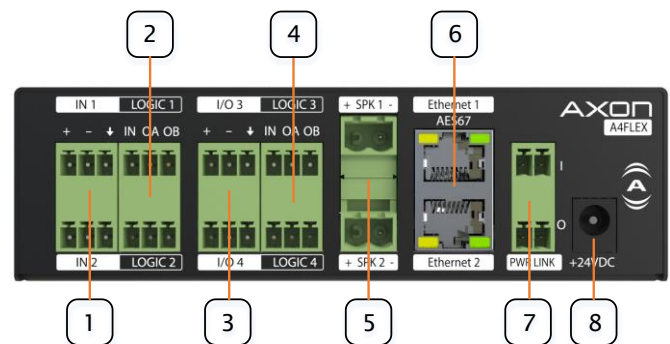 2
4
6
IN 1 LOGIC 1 I/O 3 LOGIC 3 + SPK 1 - Ethernet 1
AES67
AXON
A4FLEX
+ - IN OA OB + - IN OA OB
I
A
O
IN 2 LOGIC 2 I/O 4 LOGIC 4 + SPK 2 - Ethernet 2 PWR LINK +24VDC
1
3
5
7
8